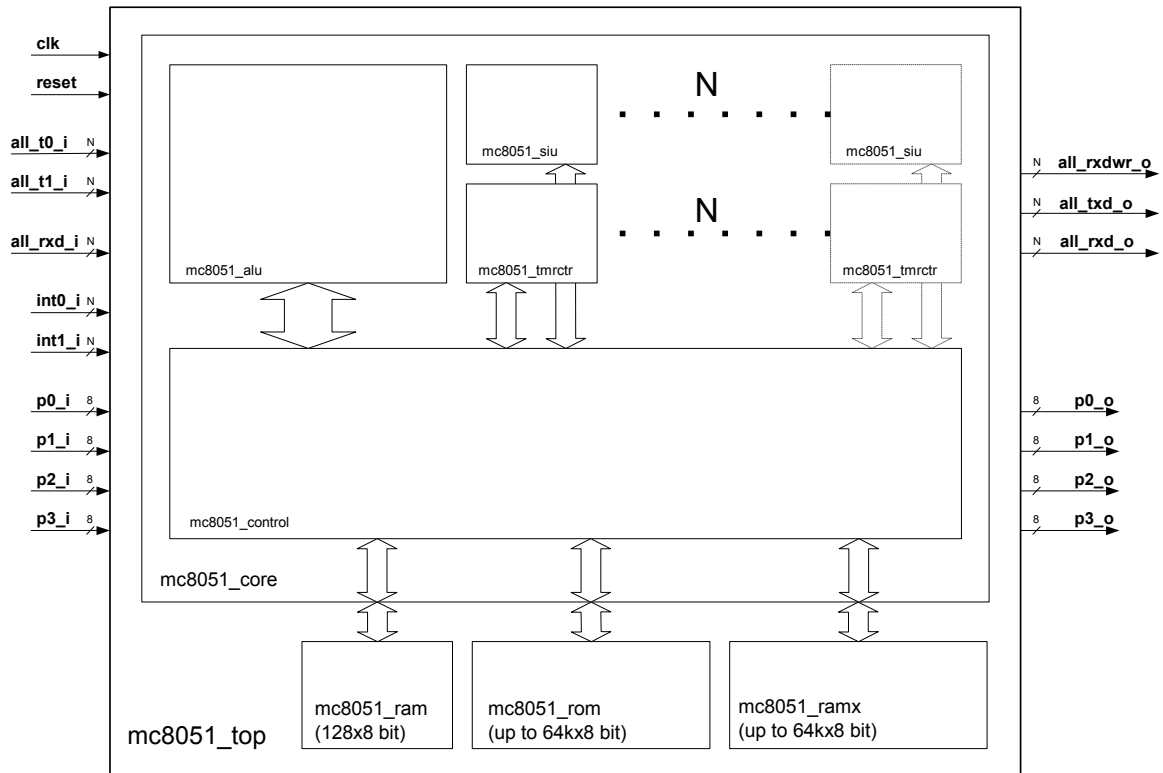 clk
reset
all_t0_i N
all_t1_i N
all_rxd_i N
int0_i N
int1_i N
p0_i 8
p1_i 8
p2_i 8
p3_i 8
mc8051_alu
mc8051_siu
N
mc8051_siu
mc8051_tmrctr
N
mc8051_tmrctr
mc8051_control
mc8051_core
mc8051_ram
(128x8 bit)
mc8051_rom
(up to 64kx8 bit)
mc8051_ramx
(up to 64kx8 bit)
mc8051_top
N all_rxdwr_o
N all_txd_o
N all_rxd_o
8 p0_o
8 p1_o
8 p2_o
8 p3_o